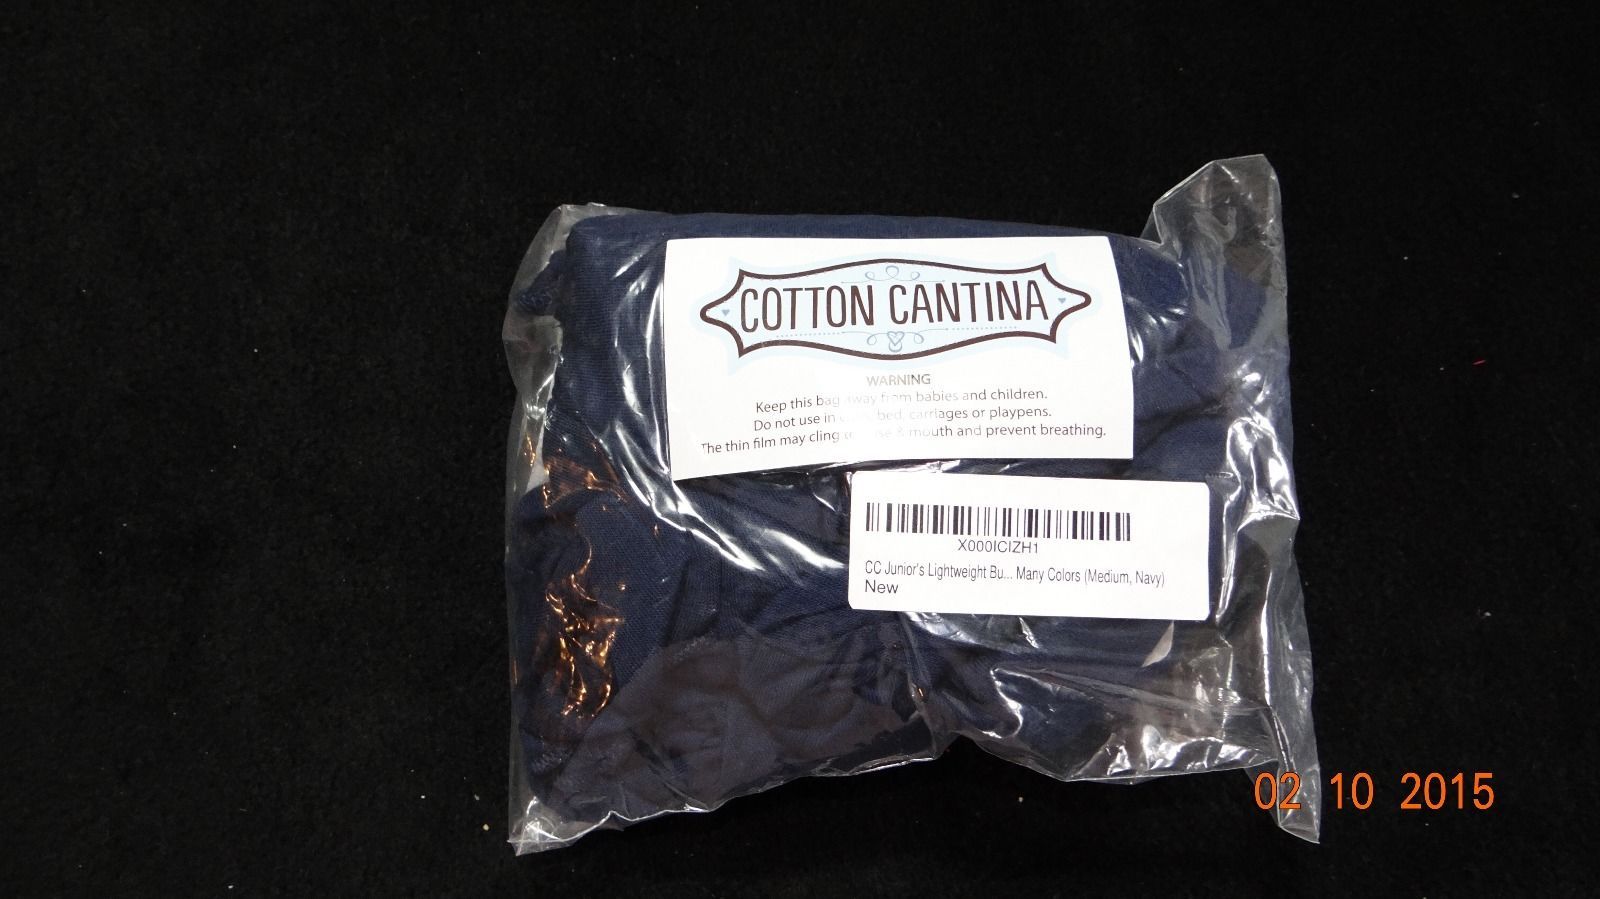 COTTON CANTINA
WARNING
Keep this bag away from babies and children.
Do not use in bed, carriages or playpens.
The thin film may cling & mouth and prevent breathing.
X000ICIZH1
CC Junior's Lightweight Bu... Many Colors (Medium, Navy)
New
02 10 2015